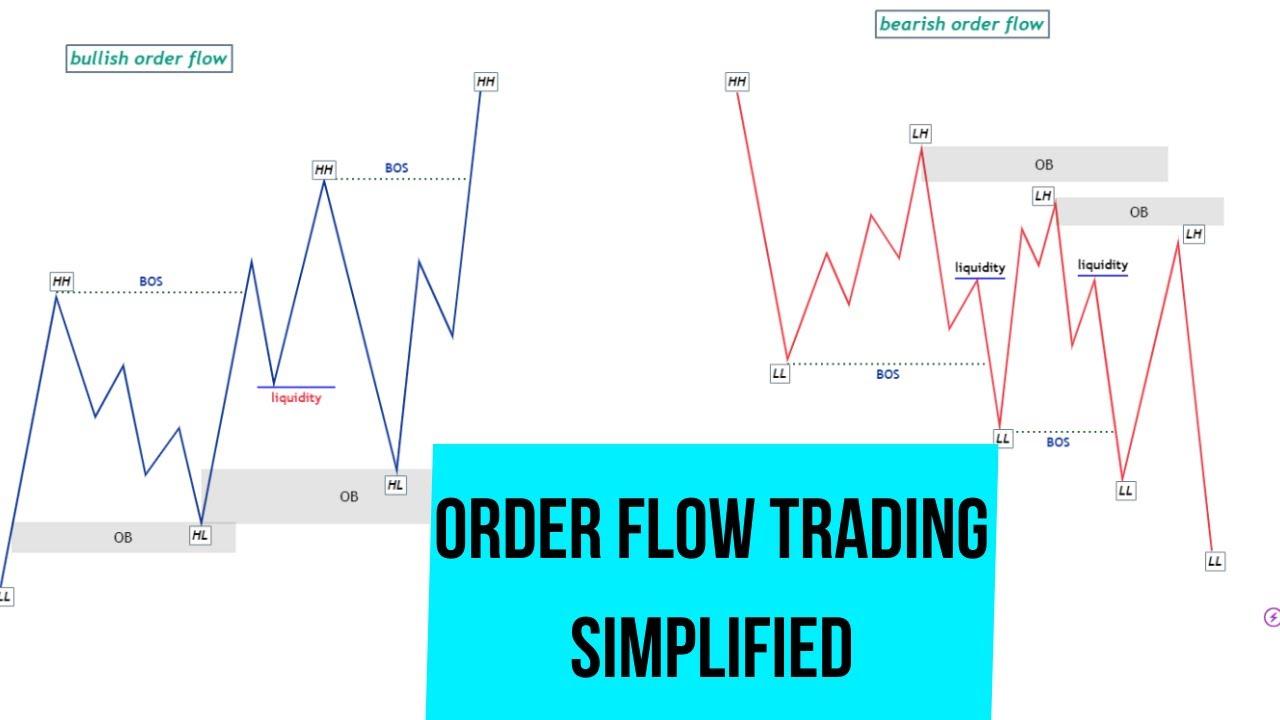 bullish order flow
HH
BOS
HH
BOS
HH
liquidity
OB
HL
OB
HL
LL
bearish order flow
HH
LH
OB
LH
OB
LH
liquidity
liquidity
LL
BOS
LL
BOS
LL
LL
ORDER FLOW TRADING
SIMPLIFIED